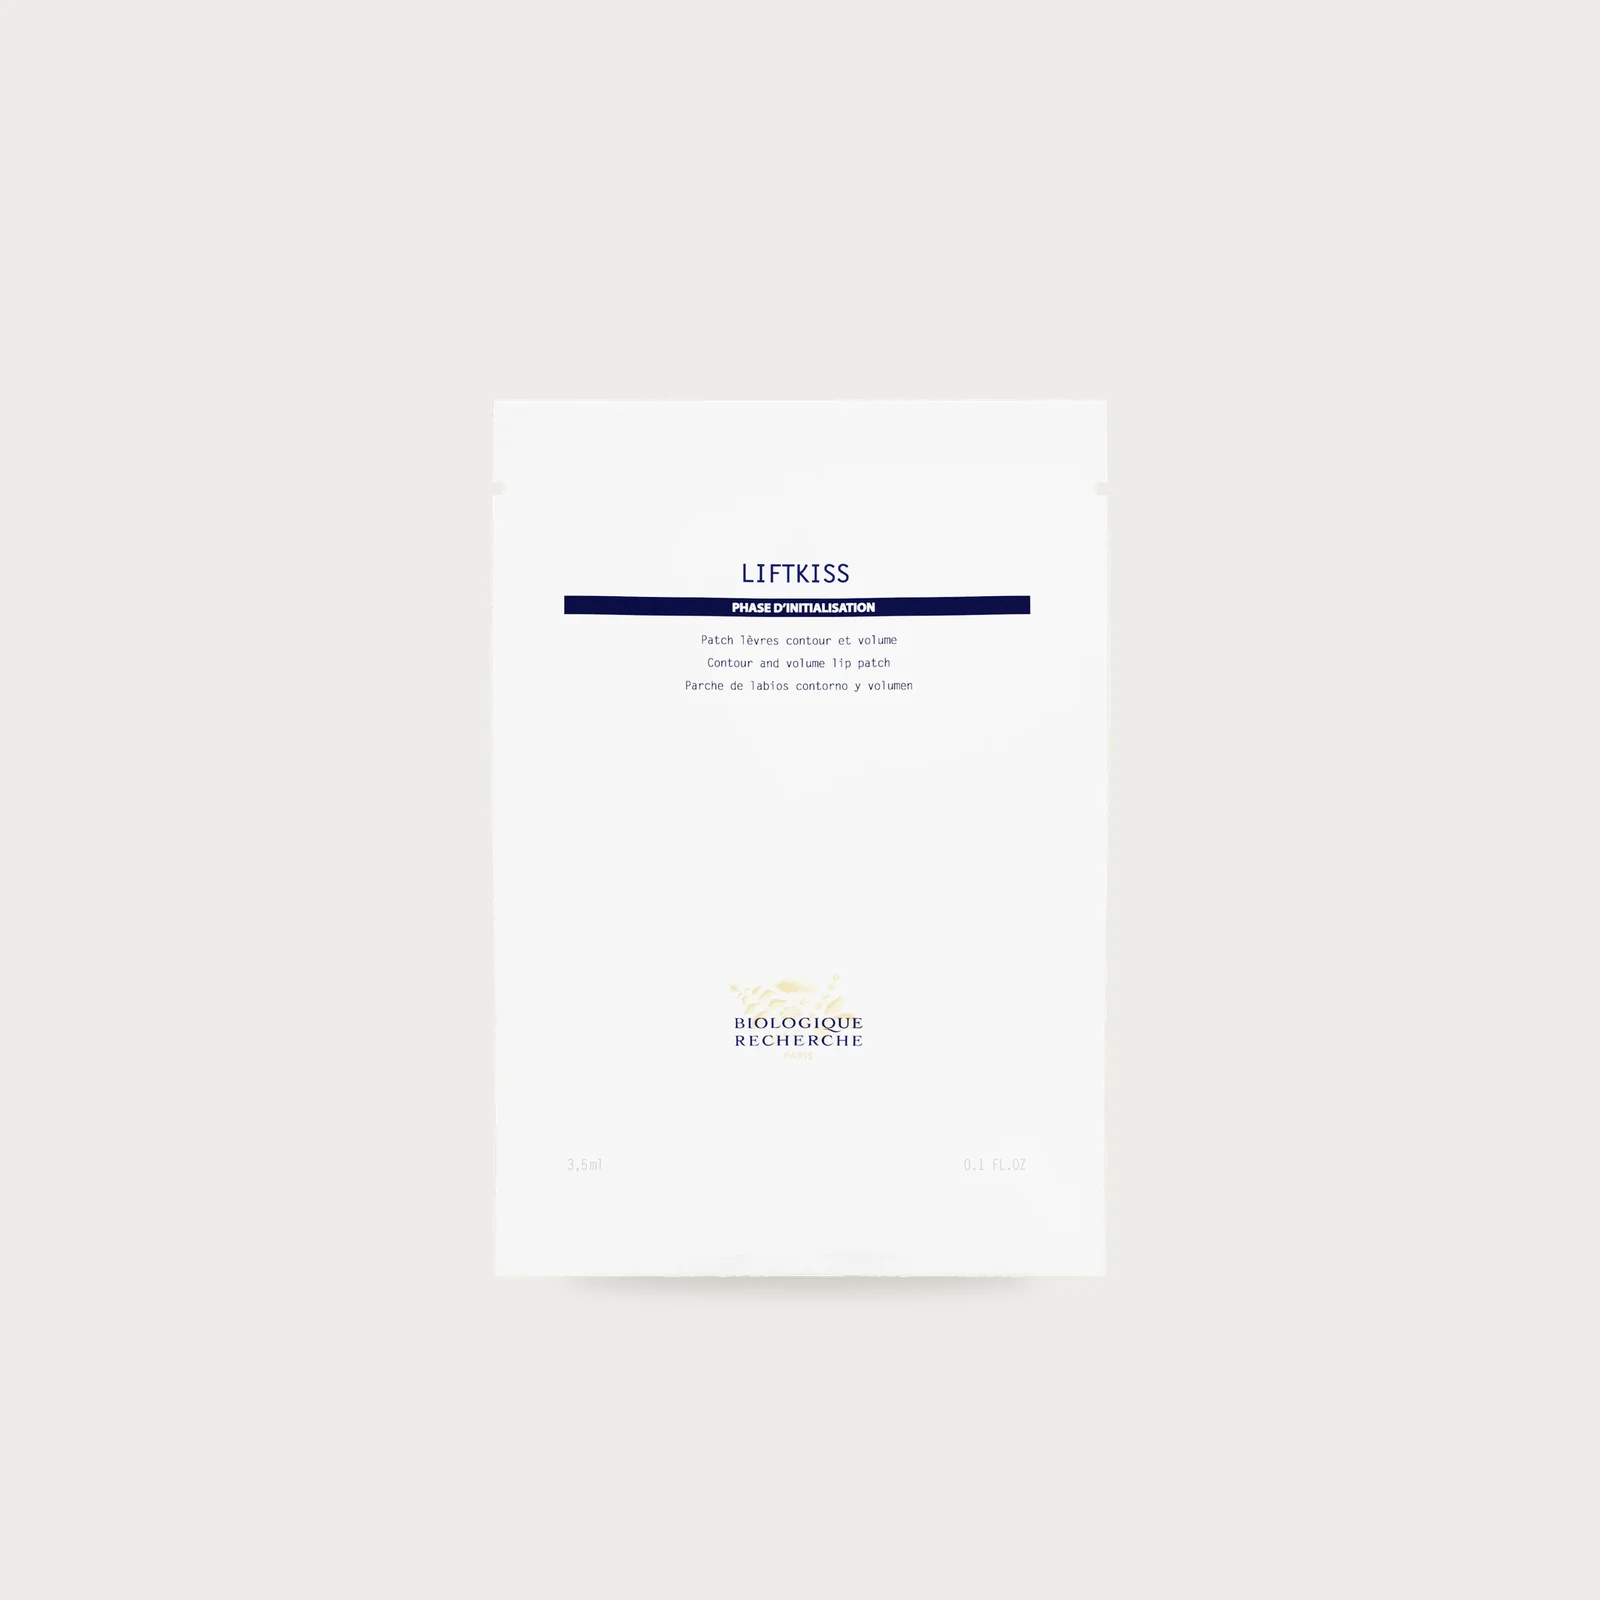 LIFTKISS
PHASE D'INITIALISATION
Patch lèvres contour et volume
Contour and volume lip patch
Parche de labios contorno y volumen
BIOLOGIQUE
RECHERCHE
PARIS
3,5ml 0.1 FL.OZ